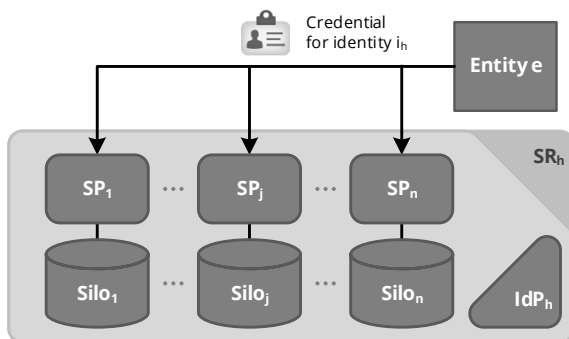 Credential
for identity iₕ
Entity e
SRₕ
SP₁ ... SPⱼ ... SPₙ
Silo₁ ... Siloⱼ ... Siloₙ
IdPₕ